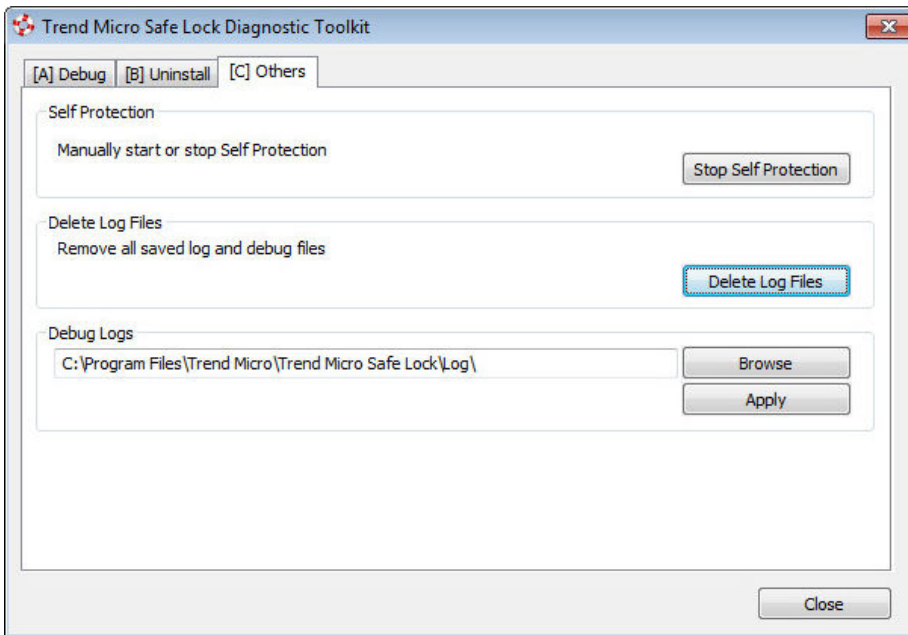 Trend Micro Safe Lock Diagnostic Toolkit
[A] Debug
[B] Uninstall
[C] Others
Self Protection
Manually start or stop Self Protection
Stop Self Protection
Delete Log Files
Remove all saved log and debug files
Delete Log Files
Debug Logs
C:\Program Files\Trend Micro\Trend Micro Safe Lock\Log\
Browse
Apply
Close